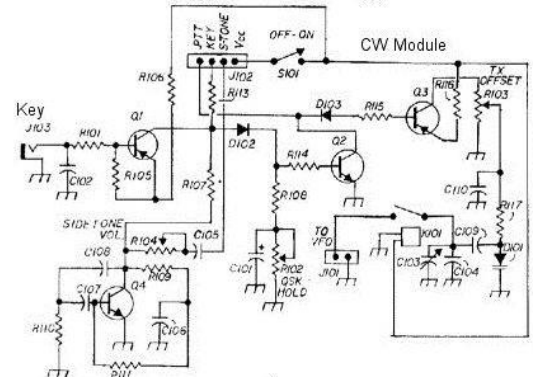 PTT
KEY
S-TONE
Vcc
OFF-ON
CW Module
R106
J102
S101
TX
OFFSET
R113
Q3
R116
R103
Key
J103
R101
Q1
D103
R115
Q2
D102
R114
C102
R105
R107
R108
C110
R117
SIDETONE
VOL.
R104
C105
TO
VFO
K101
C109
D101
C108
R109
C101
R102
QSK
HOLD
J101
C103
C104
C107
Q4
C106
R110
R111